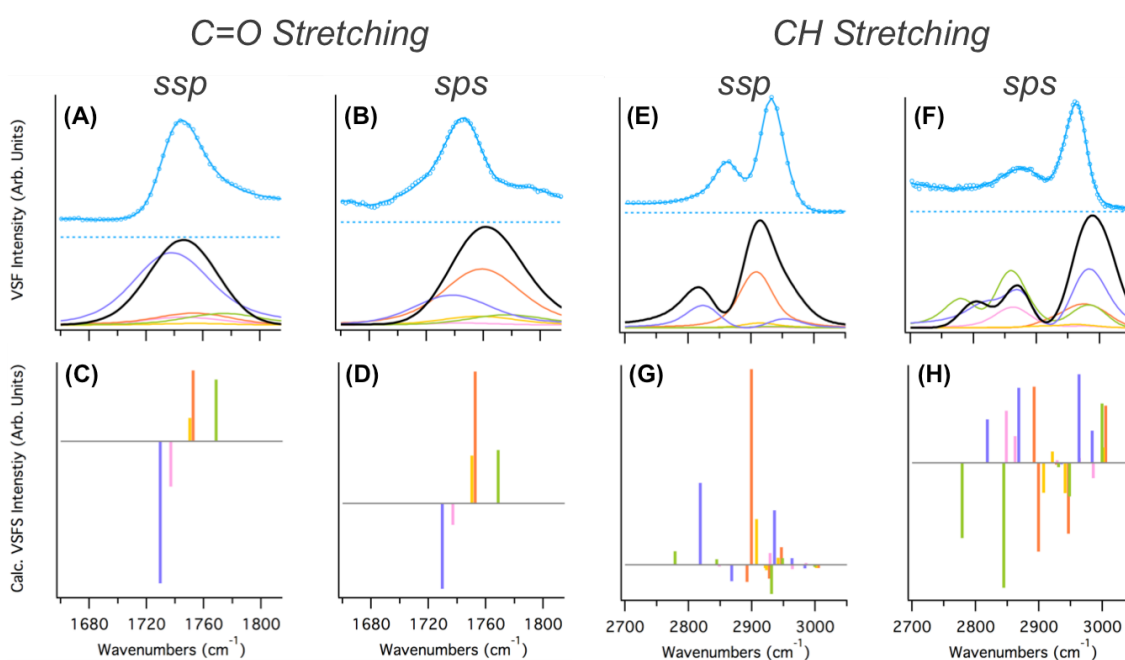 C=O Stretching
CH Stretching
ssp
sps
ssp
sps
(A)
(B)
(E)
(F)
VSF Intensity (Arb. Units)
(C)
(D)
(G)
(H)
Calc. VSFS Intenstiy (Arb. Units)
1680 1720 1760 1800
1680 1720 1760 1800
2700 2800 2900 3000
2700 2800 2900 3000
Wavenumbers (cm⁻¹)
Wavenumbers (cm⁻¹)
Wavenumbers (cm⁻¹)
Wavenumbers (cm⁻¹)